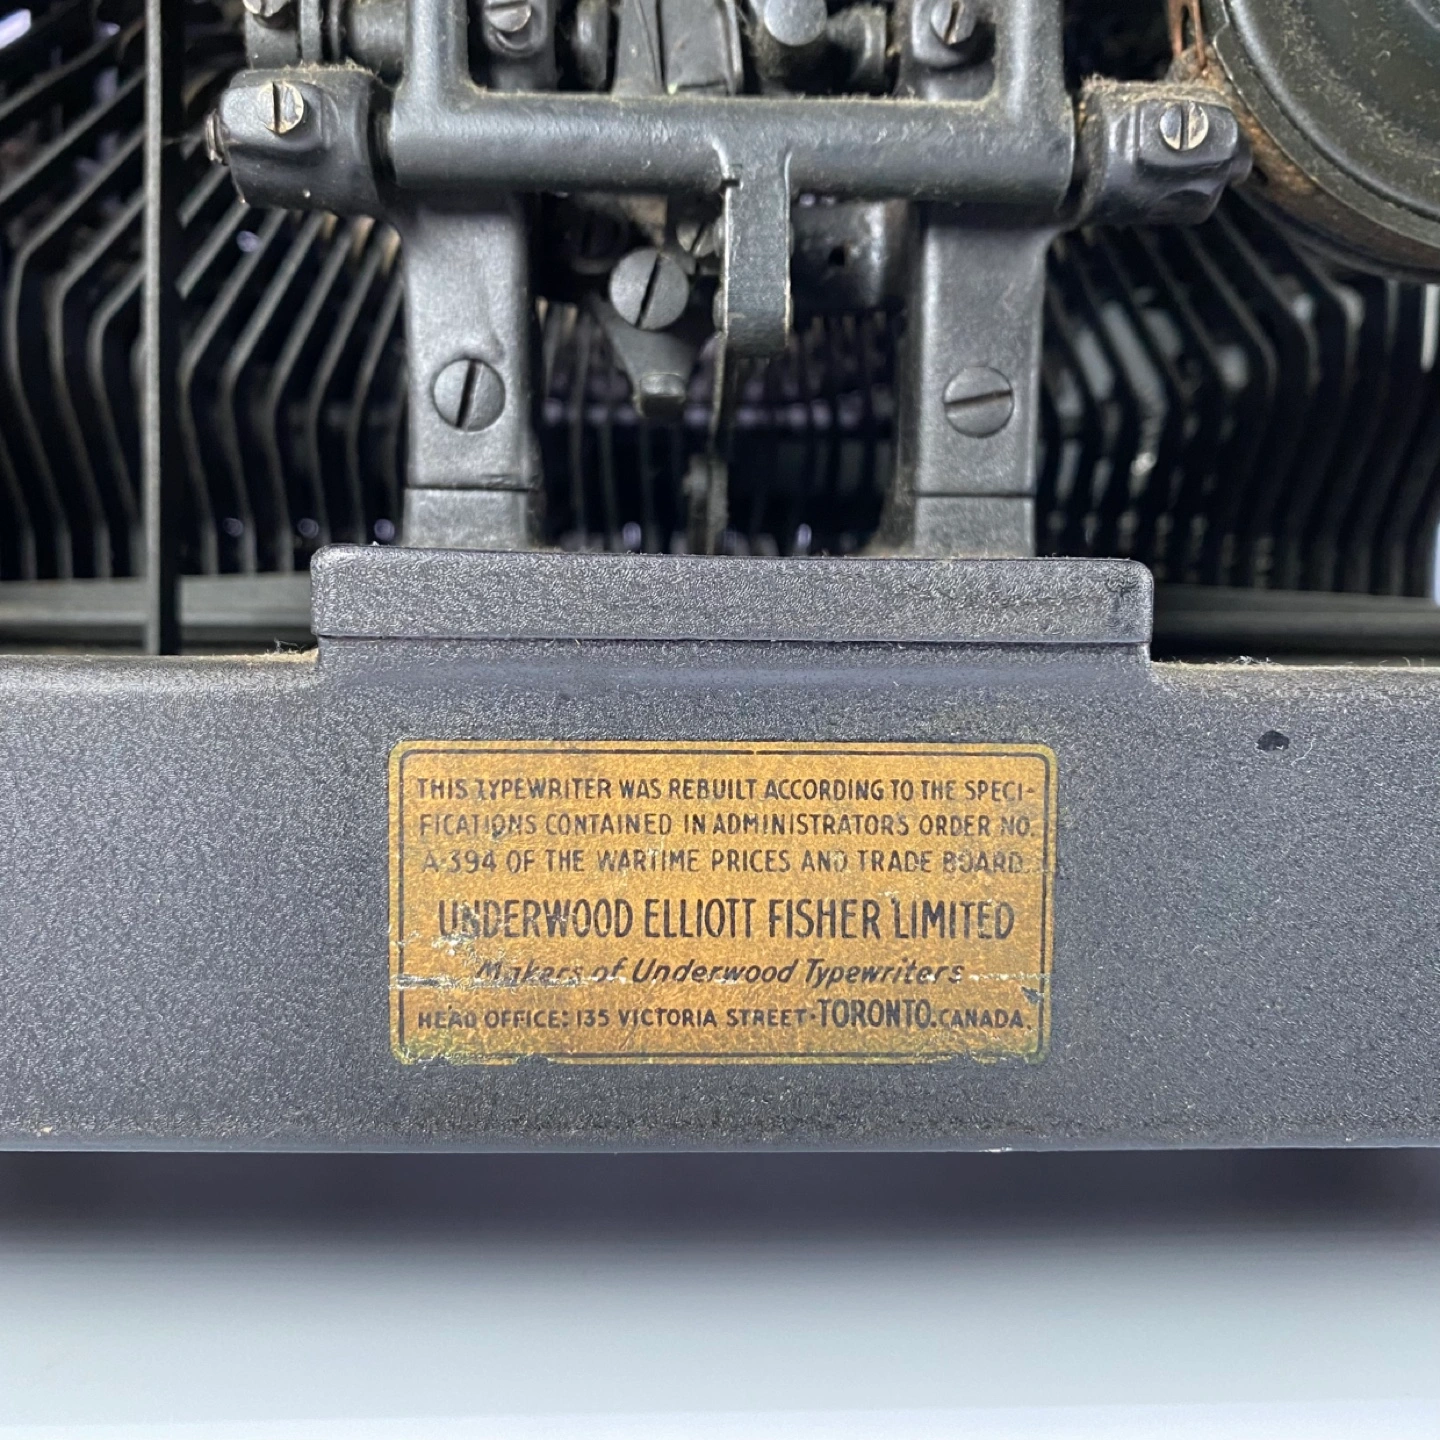 THIS TYPEWRITER WAS REBUILT ACCORDING TO THE SPECI-
FICATIONS CONTAINED IN ADMINISTRATORS ORDER NO.
A-394 OF THE WARTIME PRICES AND TRADE BOARD.
UNDERWOOD ELLIOTT FISHER LIMITED
Makers of Underwood Typewriters
HEAD OFFICE: 135 VICTORIA STREET-TORONTO. CANADA.